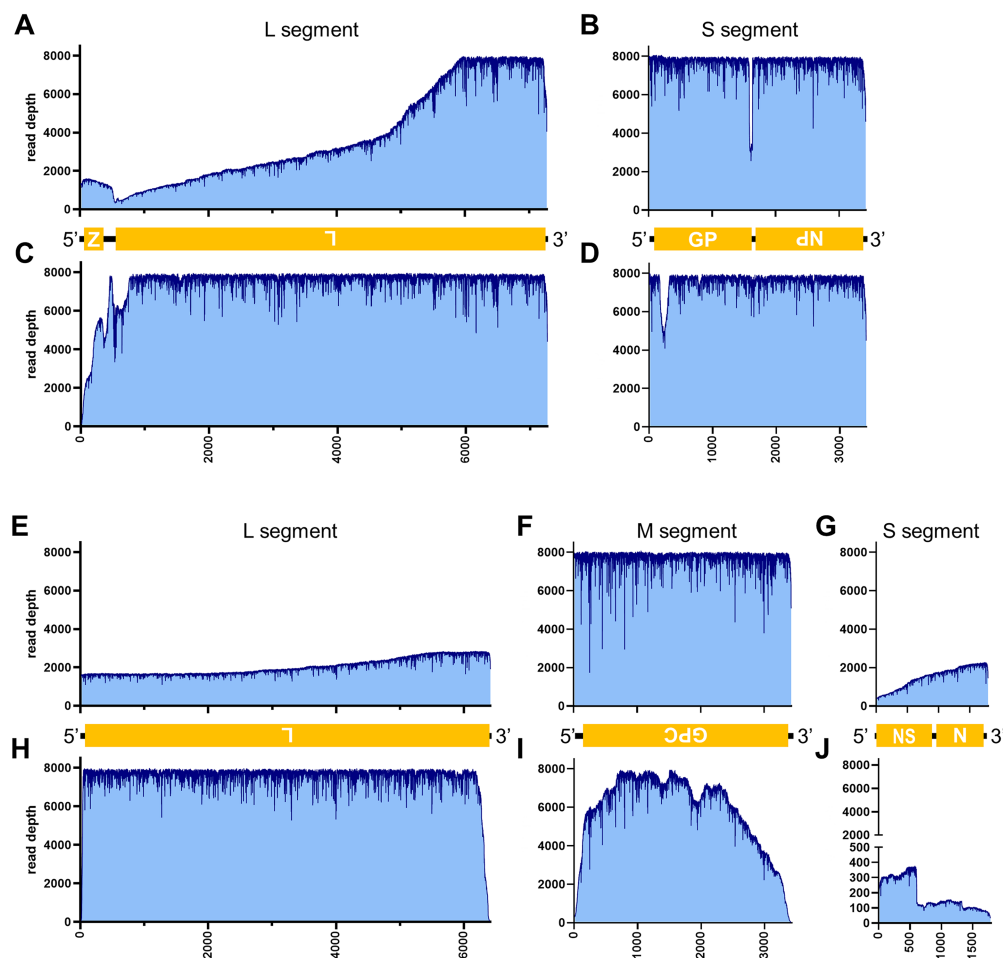 A
L segment
B
S segment
read depth
8000
6000
4000
2000
0
8000
6000
4000
2000
0
5’ Z L 3’
5’ GP NP 3’
C
D
read depth
8000
6000
4000
2000
0
0 2000 4000 6000
8000
6000
4000
2000
0
0 1000 2000 3000
E
L segment
F
M segment
G
S segment
read depth
8000
6000
4000
2000
0
8000
6000
4000
2000
0
8000
6000
4000
2000
0
5’ L 3’
5’ GPC 3’
5’ NS N 3’
H
I
J
read depth
8000
6000
4000
2000
0
0 2000 4000 6000
8000
6000
4000
2000
0
0 1000 2000 3000
8000
6000
4000
2000
500
400
300
200
100
0
0 500 1000 1500